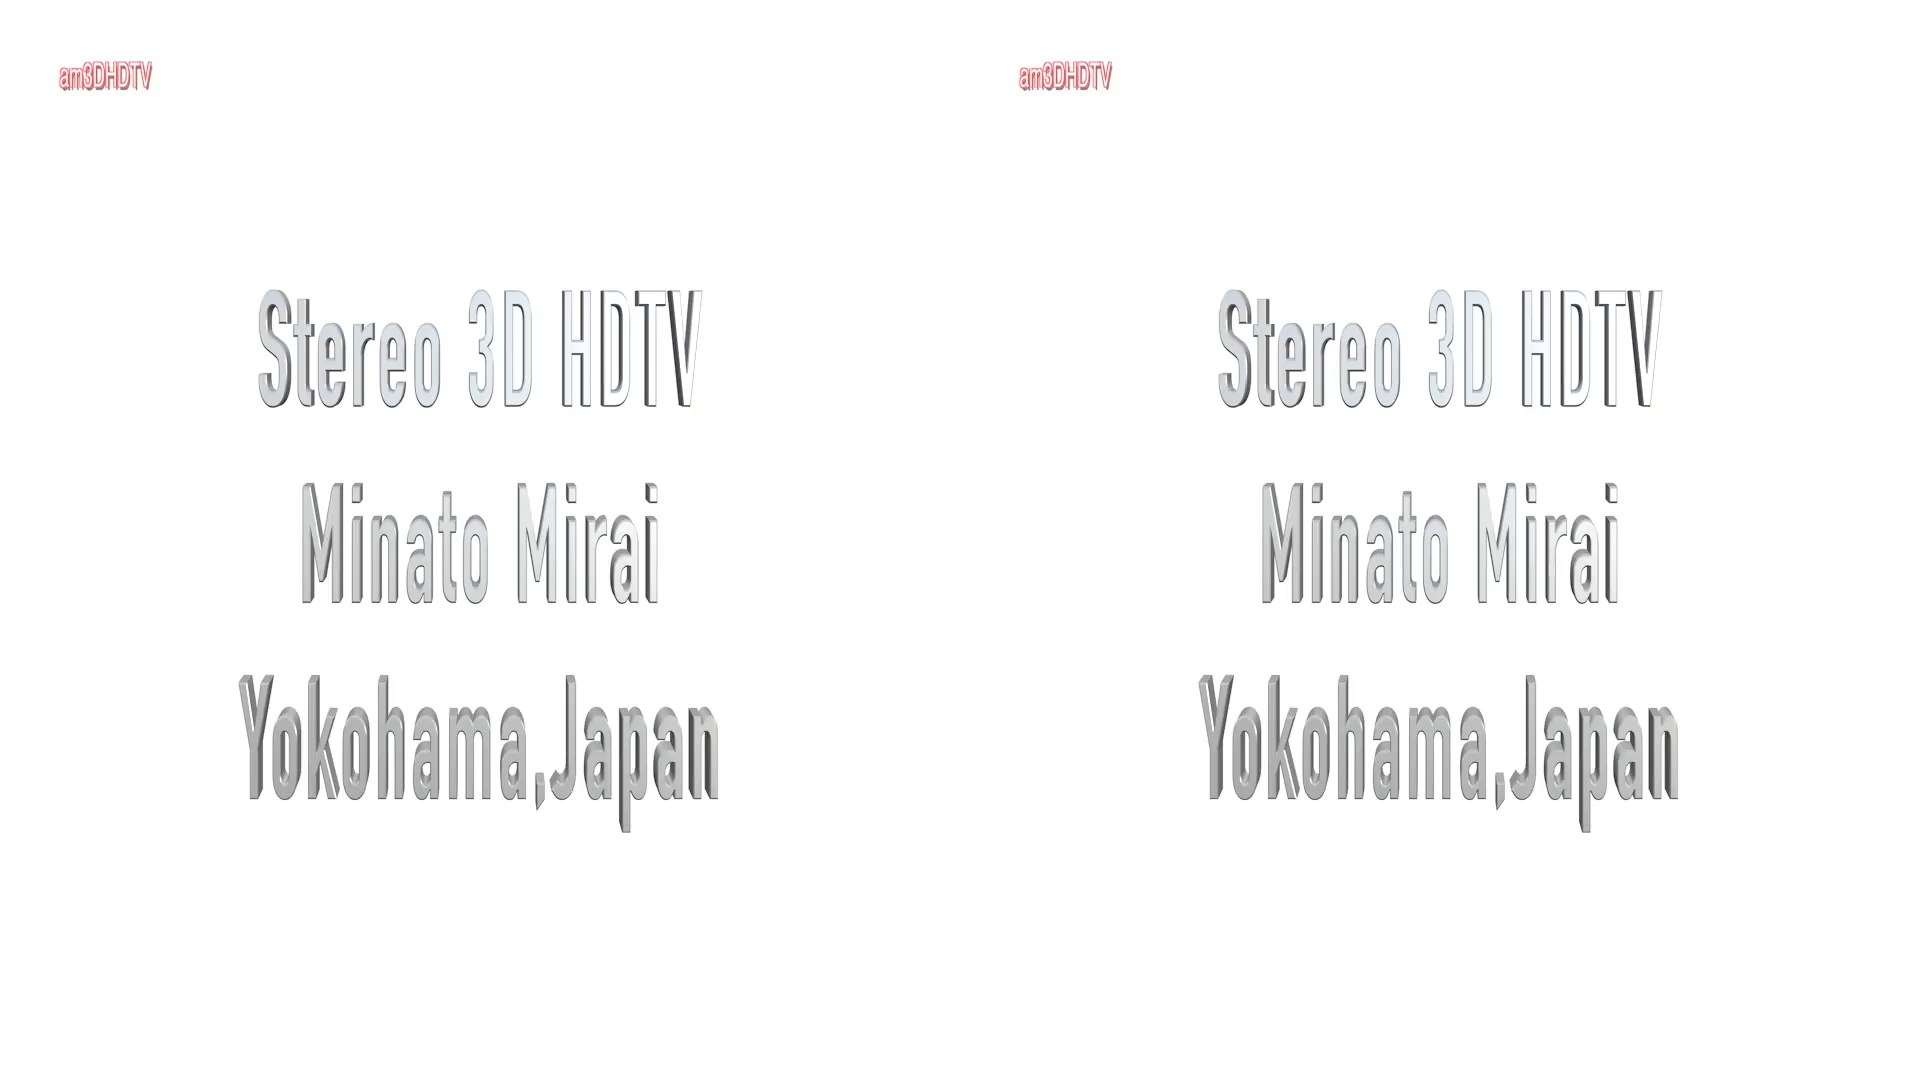 am3DHDTV
am3DHDTV
Stereo 3D HDTV
Stereo 3D HDTV
Minato Mirai
Minato Mirai
Yokohama,Japan
Yokohama,Japan